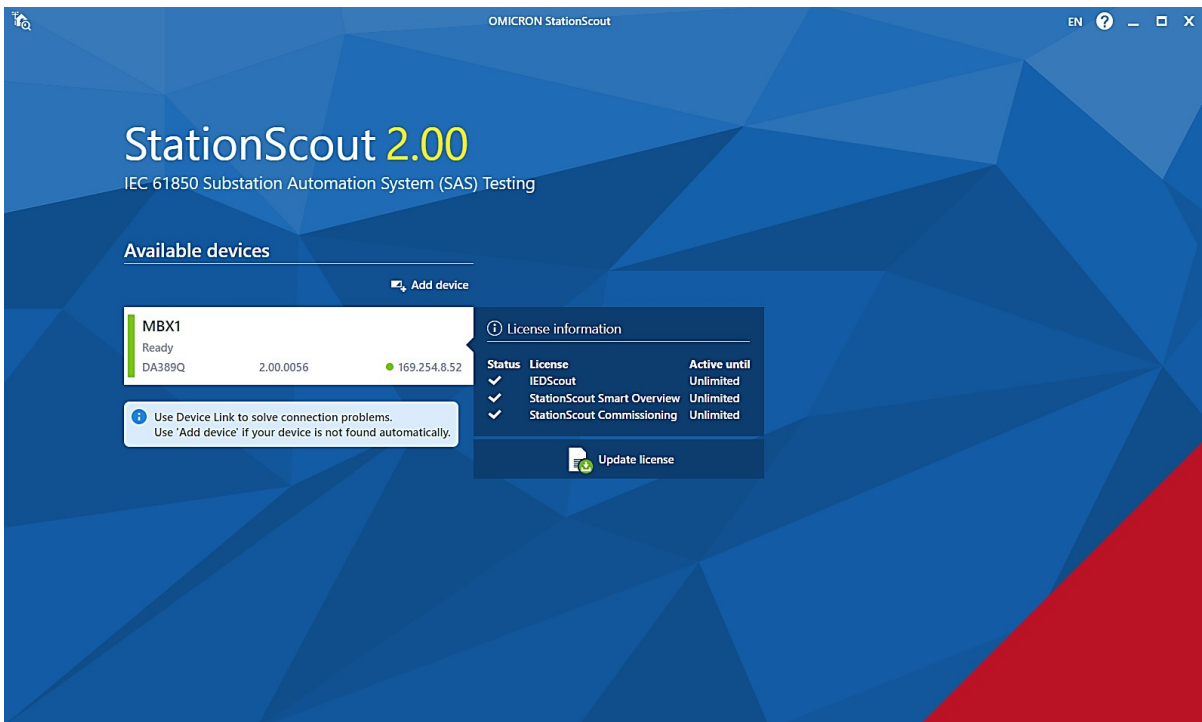 OMICRON StationScout
EN ? X
StationScout 2.00
IEC 61850 Substation Automation System (SAS) Testing
Available devices
Add device
MBX1
Ready
DA389Q 2.00.0056 169.254.8.52
Use Device Link to solve connection problems.
Use 'Add device' if your device is not found automatically.
License information
Status License Active until
IEDScout Unlimited
StationScout Smart Overview Unlimited
StationScout Commissioning Unlimited
Update license